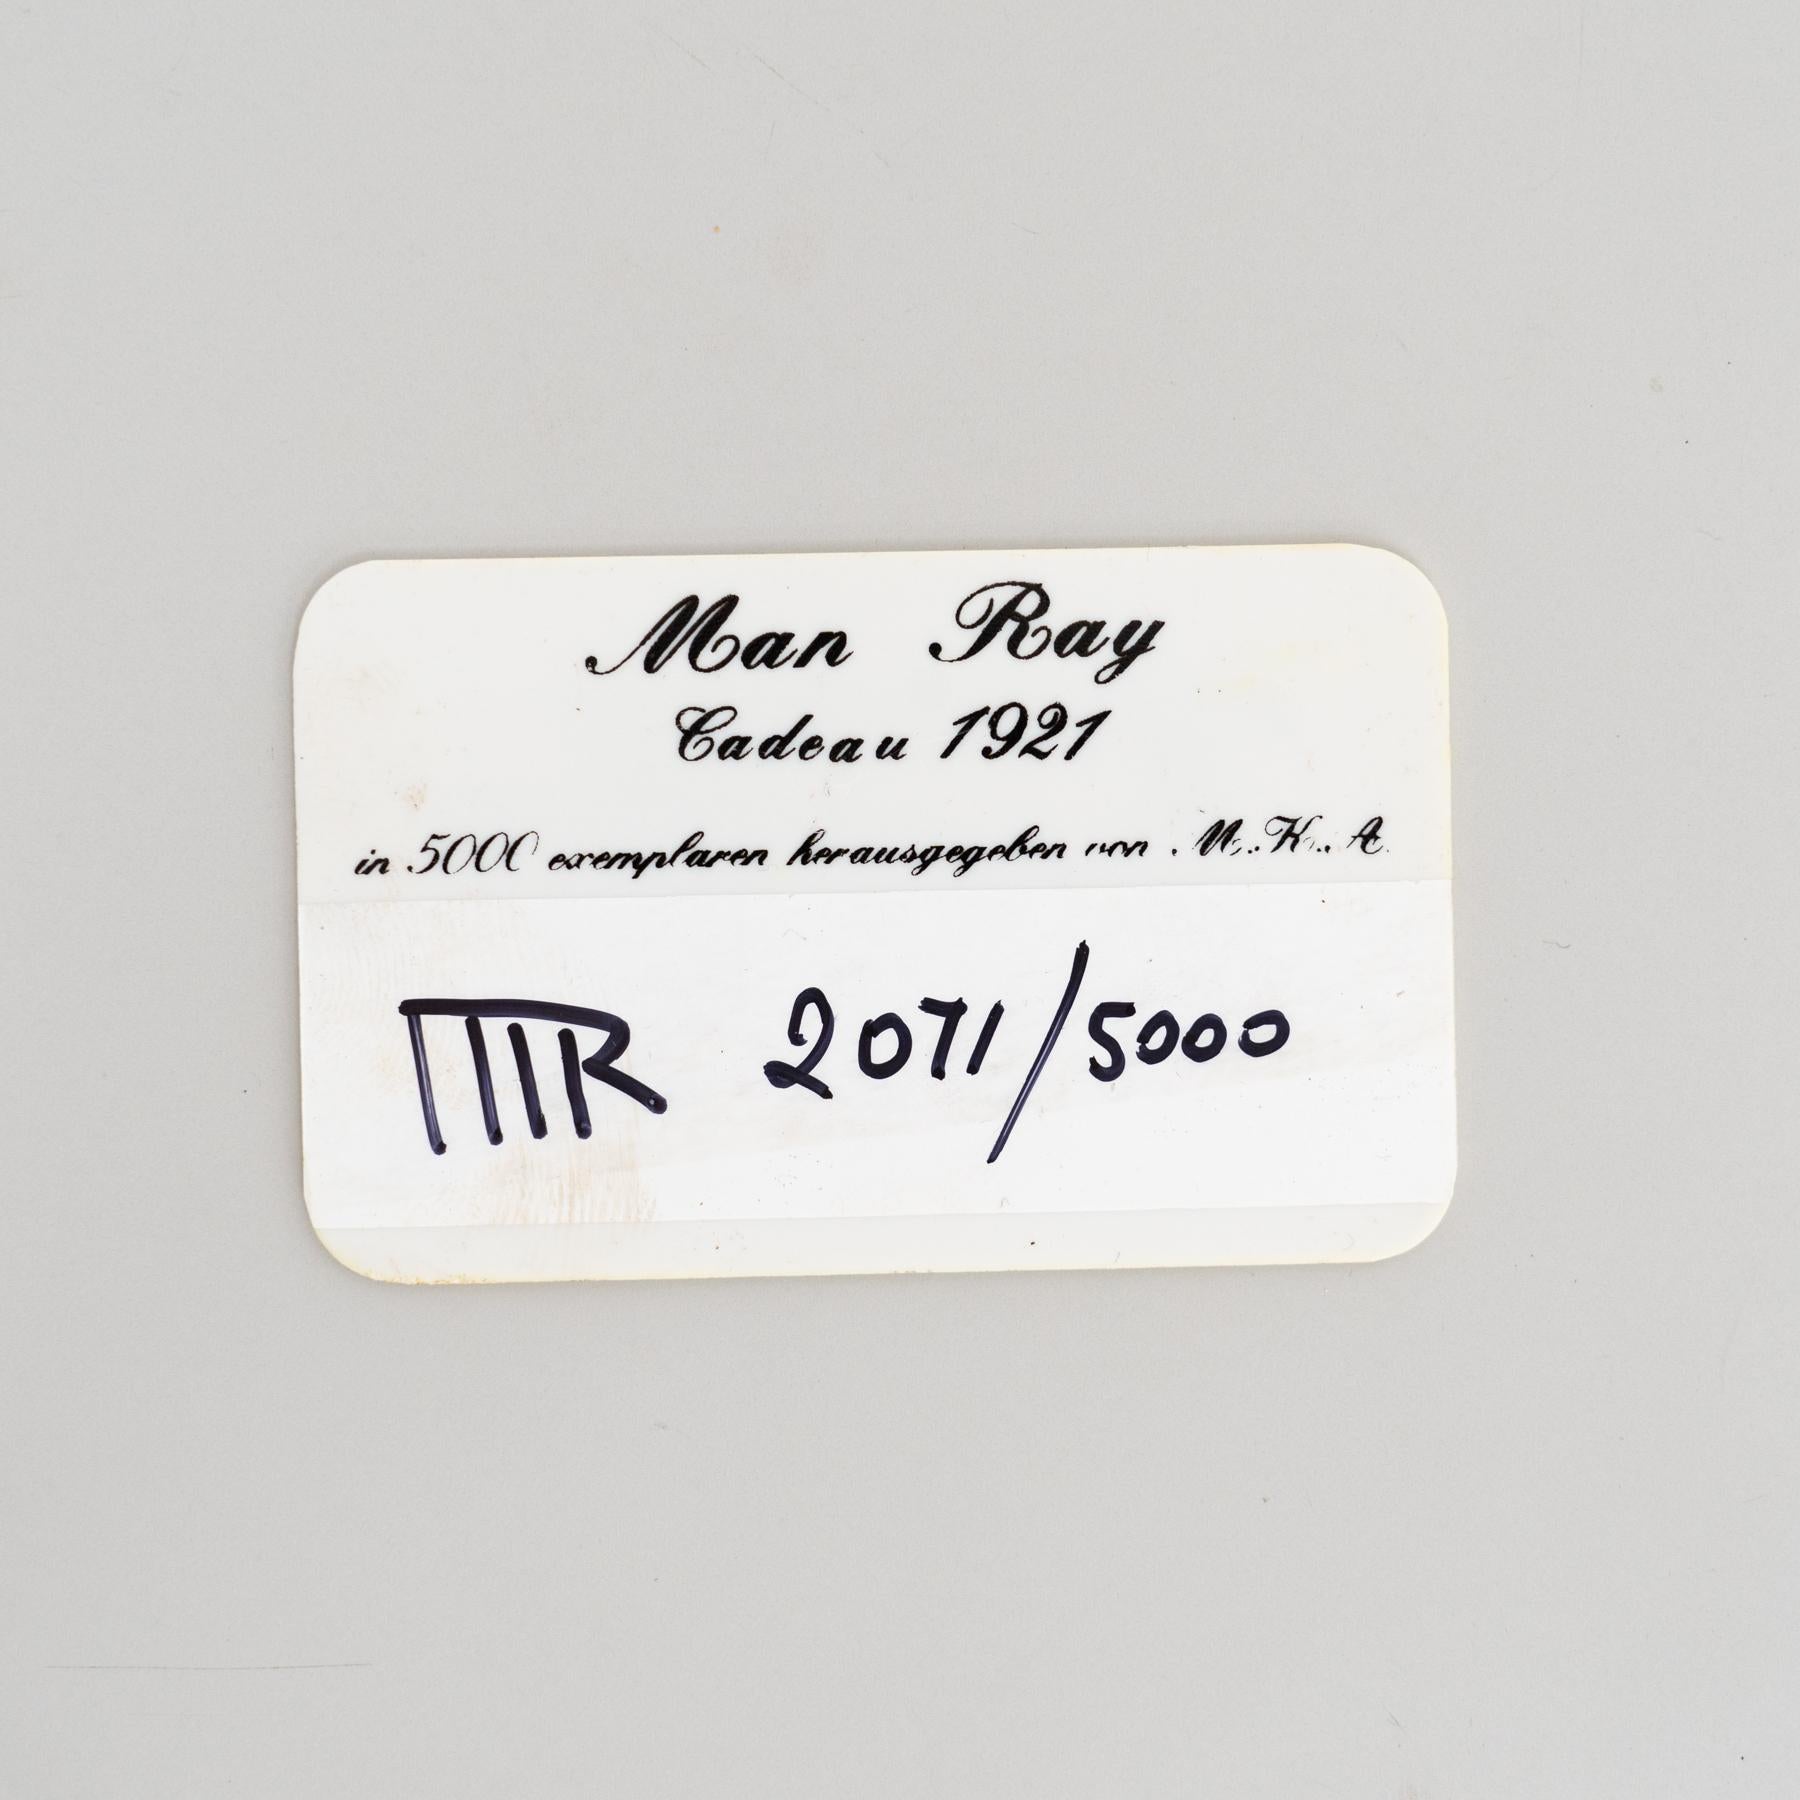 Man Ray
Cadeau 1921
in 5000 exemplaren herausgegeben von M.K.A.
MR 2071/5000